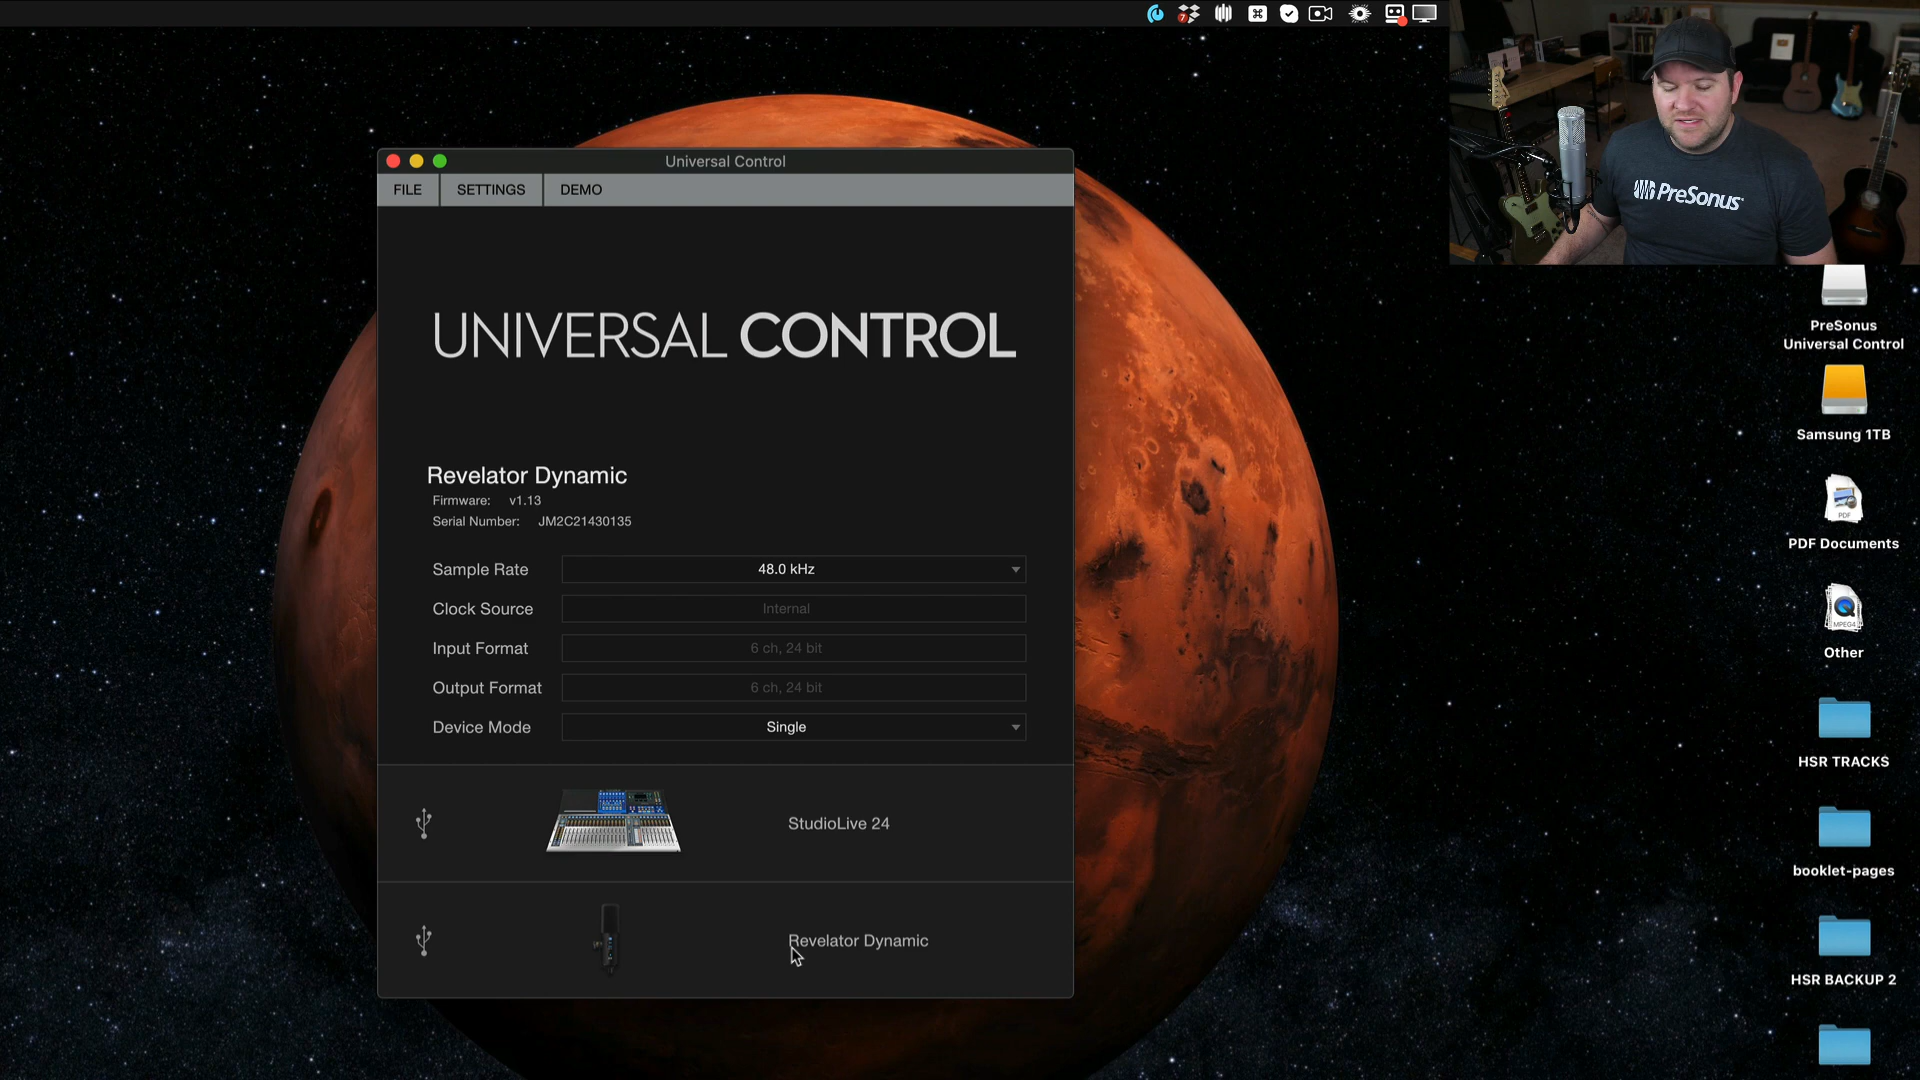 7
Universal Control
FILE
SETTINGS
DEMO
UNIVERSAL CONTROL
Revelator Dynamic
Firmware: v1.13
Serial Number: JM2C21430135
Sample Rate 48.0 kHz
Clock Source Internal
Input Format 6 ch, 24 bit
Output Format 6 ch, 24 bit
Device Mode Single
StudioLive 24
Revelator Dynamic
PreSonus
PreSonus
Universal Control
Samsung 1TB
PDF
PDF Documents
MPEG4
Other
HSR TRACKS
booklet-pages
HSR BACKUP 2